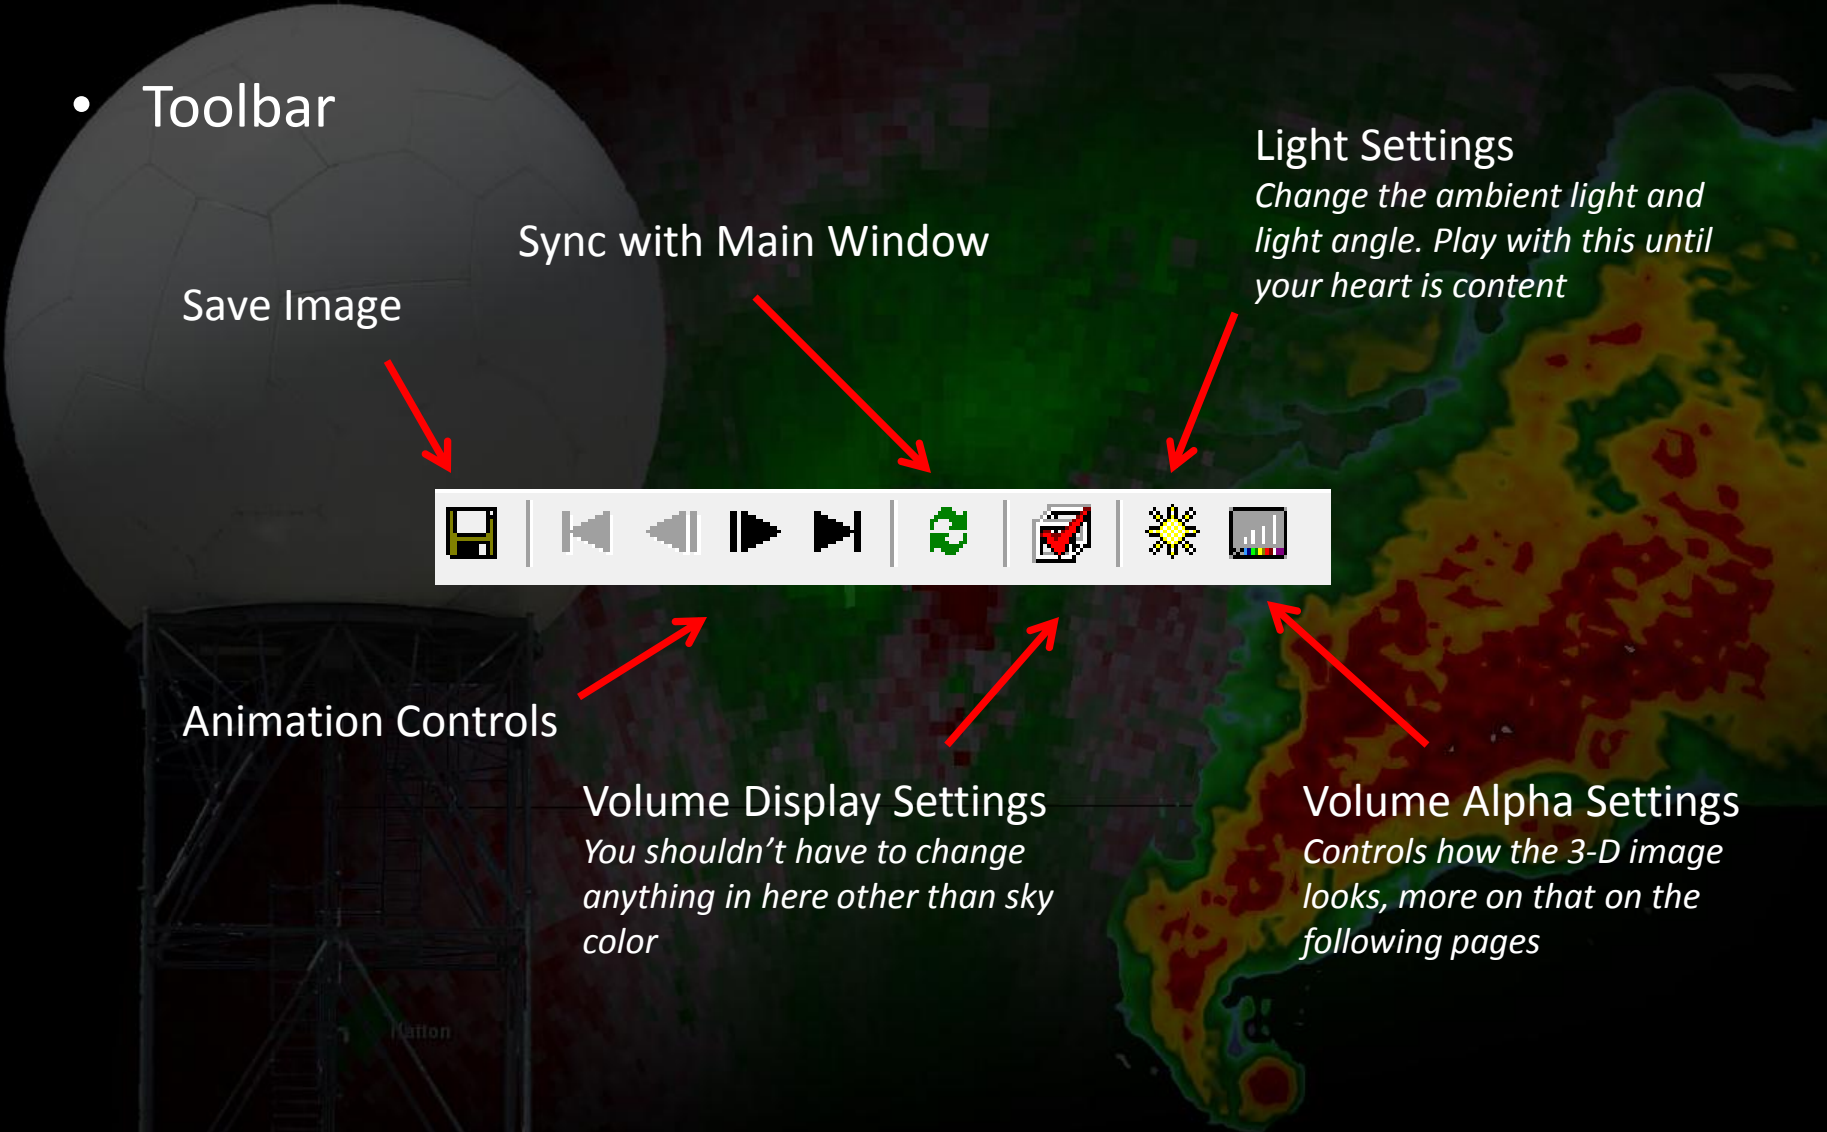 • Toolbar
Light Settings
Change the ambient light and
light angle. Play with this until
your heart is content
Sync with Main Window
Save Image
Animation Controls
Volume Display Settings
You shouldn’t have to change
anything in here other than sky
color
Volume Alpha Settings
Controls how the 3-D image
looks, more on that on the
following pages
Hatton